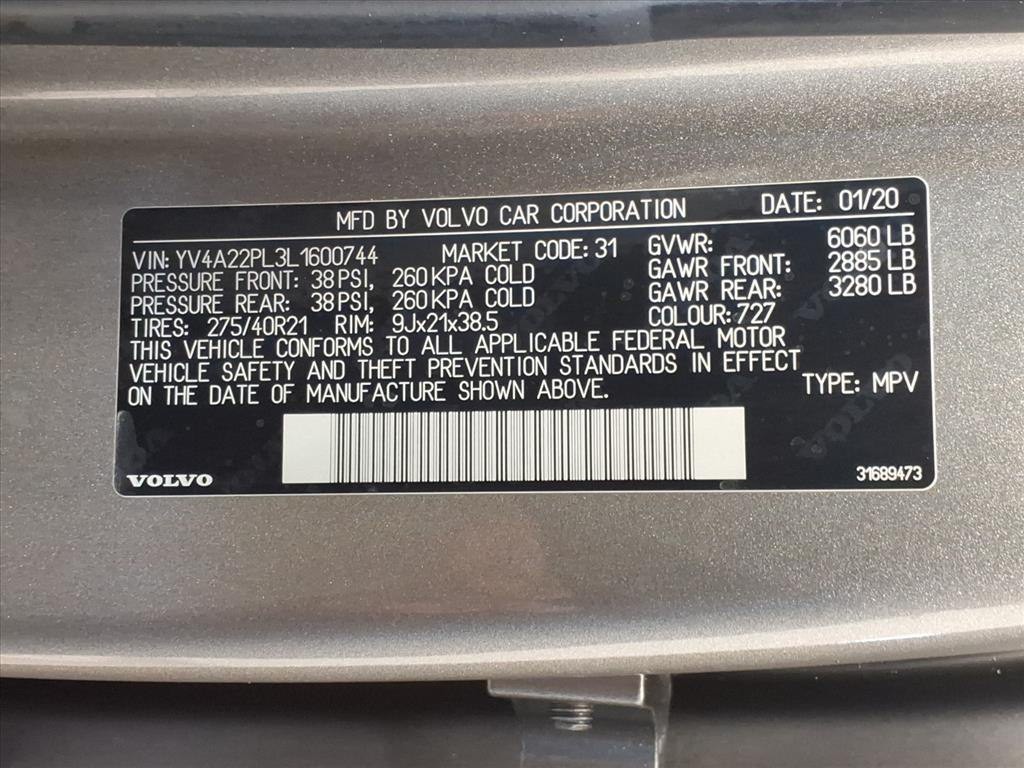 MFD BY VOLVO CAR CORPORATION DATE: 01/20
VIN: YV4A22PL3L1600744 MARKET CODE: 31 GVWR: 6060 LB
PRESSURE FRONT: 38 PSI, 260 KPA COLD GAWR FRONT: 2885 LB
PRESSURE REAR: 38 PSI, 260 KPA COLD GAWR REAR: 3280 LB
TIRES: 275/40R21 RIM: 9Jx21x38.5 COLOUR: 727
THIS VEHICLE CONFORMS TO ALL APPLICABLE FEDERAL MOTOR
VEHICLE SAFETY AND THEFT PREVENTION STANDARDS IN EFFECT
ON THE DATE OF MANUFACTURE SHOWN ABOVE. TYPE: MPV
VOLVO 31689473